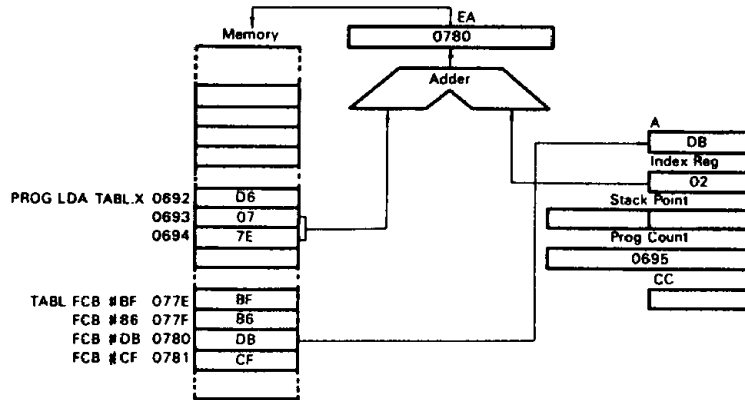 EA
Memory
0780
Adder
A
DB
Index Reg
02
PROG LDA TABL.X 0692 D6
0693 07
0694 7E
Stack Point
Prog Count
0695
CC
TABL FCB #BF 077E BF
FCB #86 077F 86
FCB #DB 0780 DB
FCB #CF 0781 CF